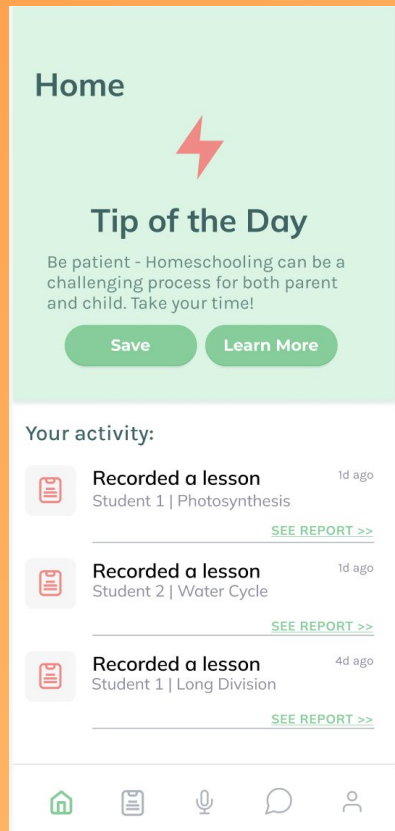 Home
Tip of the Day
Be patient - Homeschooling can be a
challenging process for both parent
and child. Take your time!
Save
Learn More
Your activity:
Recorded a lesson
1d ago
Student 1 | Photosynthesis
SEE REPORT >>
Recorded a lesson
1d ago
Student 2 | Water Cycle
SEE REPORT >>
Recorded a lesson
4d ago
Student 1 | Long Division
SEE REPORT >>